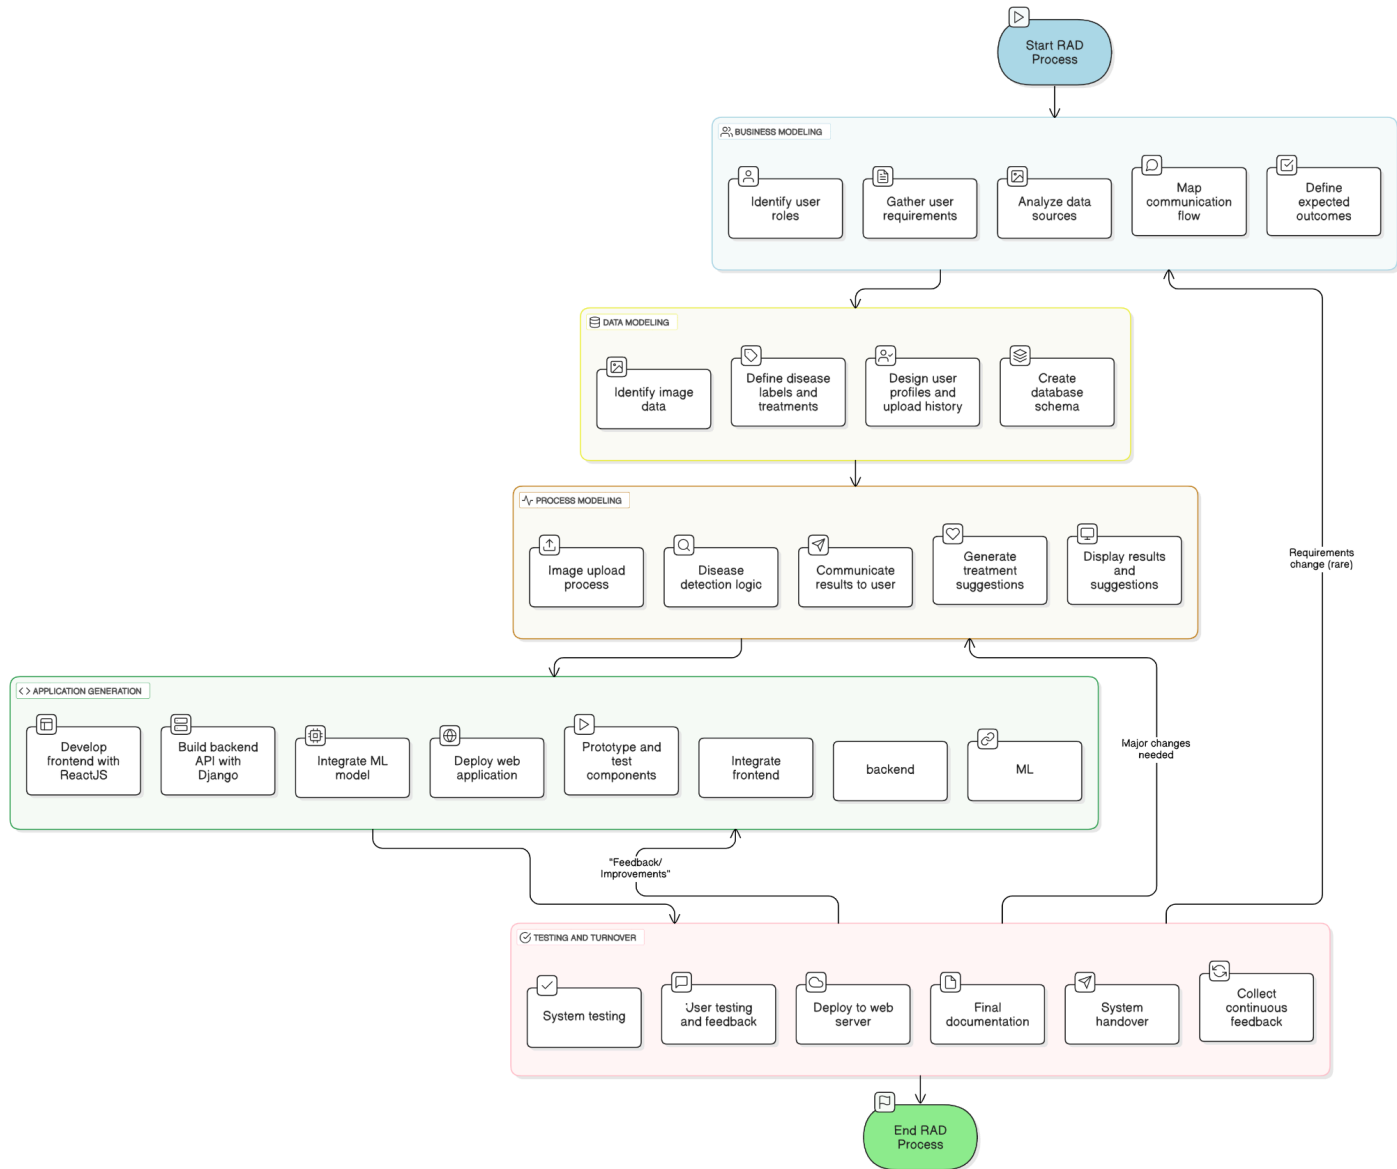 Start RAD
Process
BUSINESS MODELING
Identify user
roles
Gather user
requirements
Analyze data
sources
Map
communication
flow
Define
expected
outcomes
DATA MODELING
Identify image
data
Define disease
labels and
treatments
Design user
profiles and
upload history
Create
database
schema
PROCESS MODELING
Image upload
process
Disease
detection logic
Communicate
results to user
Generate
treatment
suggestions
Display results
and
suggestions
Requirements
change (rare)
APPLICATION GENERATION
Develop
frontend with
ReactJS
Build backend
API with
Django
Integrate ML
model
Deploy web
application
Prototype and
test
components
Integrate
frontend
backend
ML
Major changes
needed
"Feedback/
Improvements"
TESTING AND TURNOVER
System testing
User testing
and feedback
Deploy to web
server
Final
documentation
System
handover
Collect
continuous
feedback
End RAD
Process